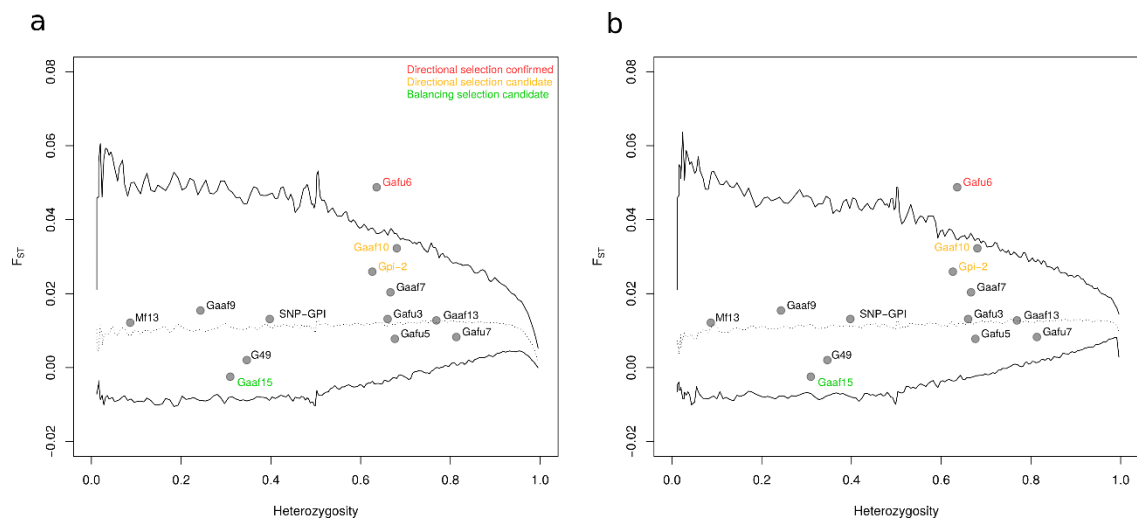 a
0.08
0.06
0.04
0.02
0.00
−0.02
FST
Directional selection confirmed
Directional selection candidate
Balancing selection candidate
Gafu6
Gaaf10
Gpi−2
Gaaf7
Gaaf9
Mf13
SNP−GPI
Gafu3
Gaaf13
Gafu5
Gafu7
G49
Gaaf15
0.0 0.2 0.4 0.6 0.8 1.0
Heterozygosity
b
0.08
0.06
0.04
0.02
0.00
−0.02
FST
Gafu6
Gaaf10
Gpi−2
Gaaf7
Gaaf9
Mf13
SNP−GPI
Gafu3
Gaaf13
Gafu5
Gafu7
G49
Gaaf15
0.0 0.2 0.4 0.6 0.8 1.0
Heterozygosity